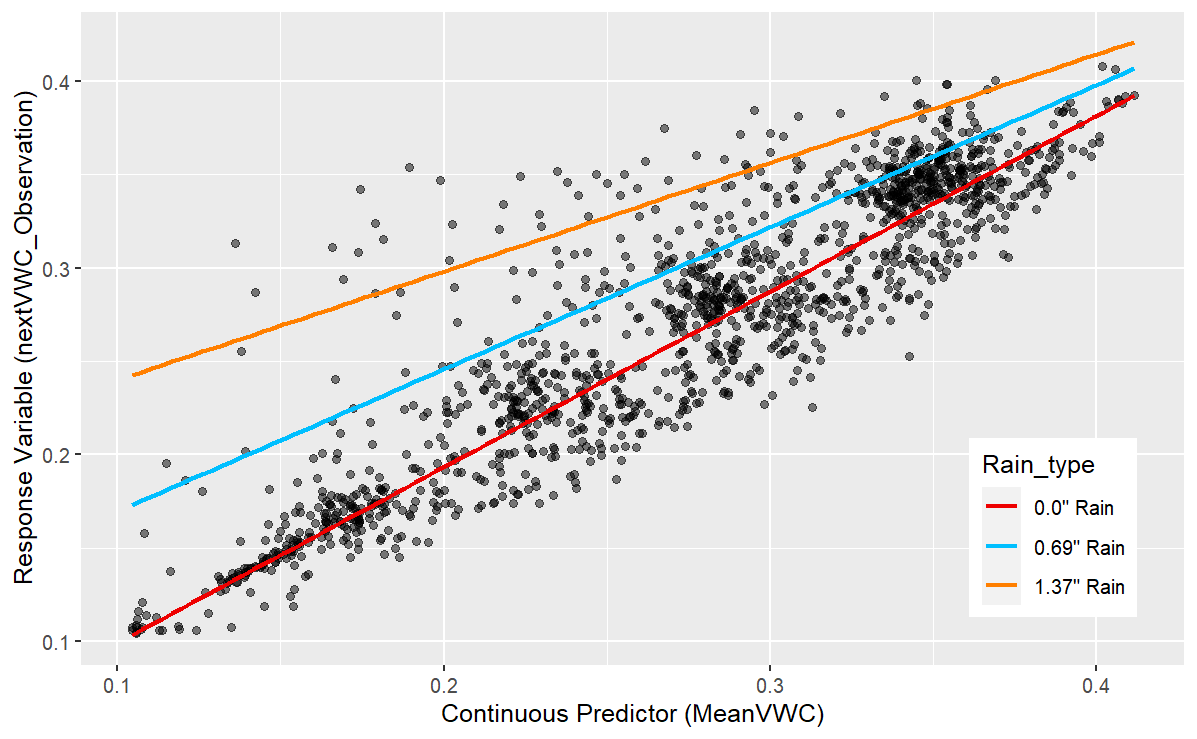 Response Variable (nextVWC_Observation)
0.4
0.3
0.2
0.1
0.1
0.2
0.3
0.4
Continuous Predictor (MeanVWC)
Rain_type
0.0" Rain
0.69" Rain
1.37" Rain